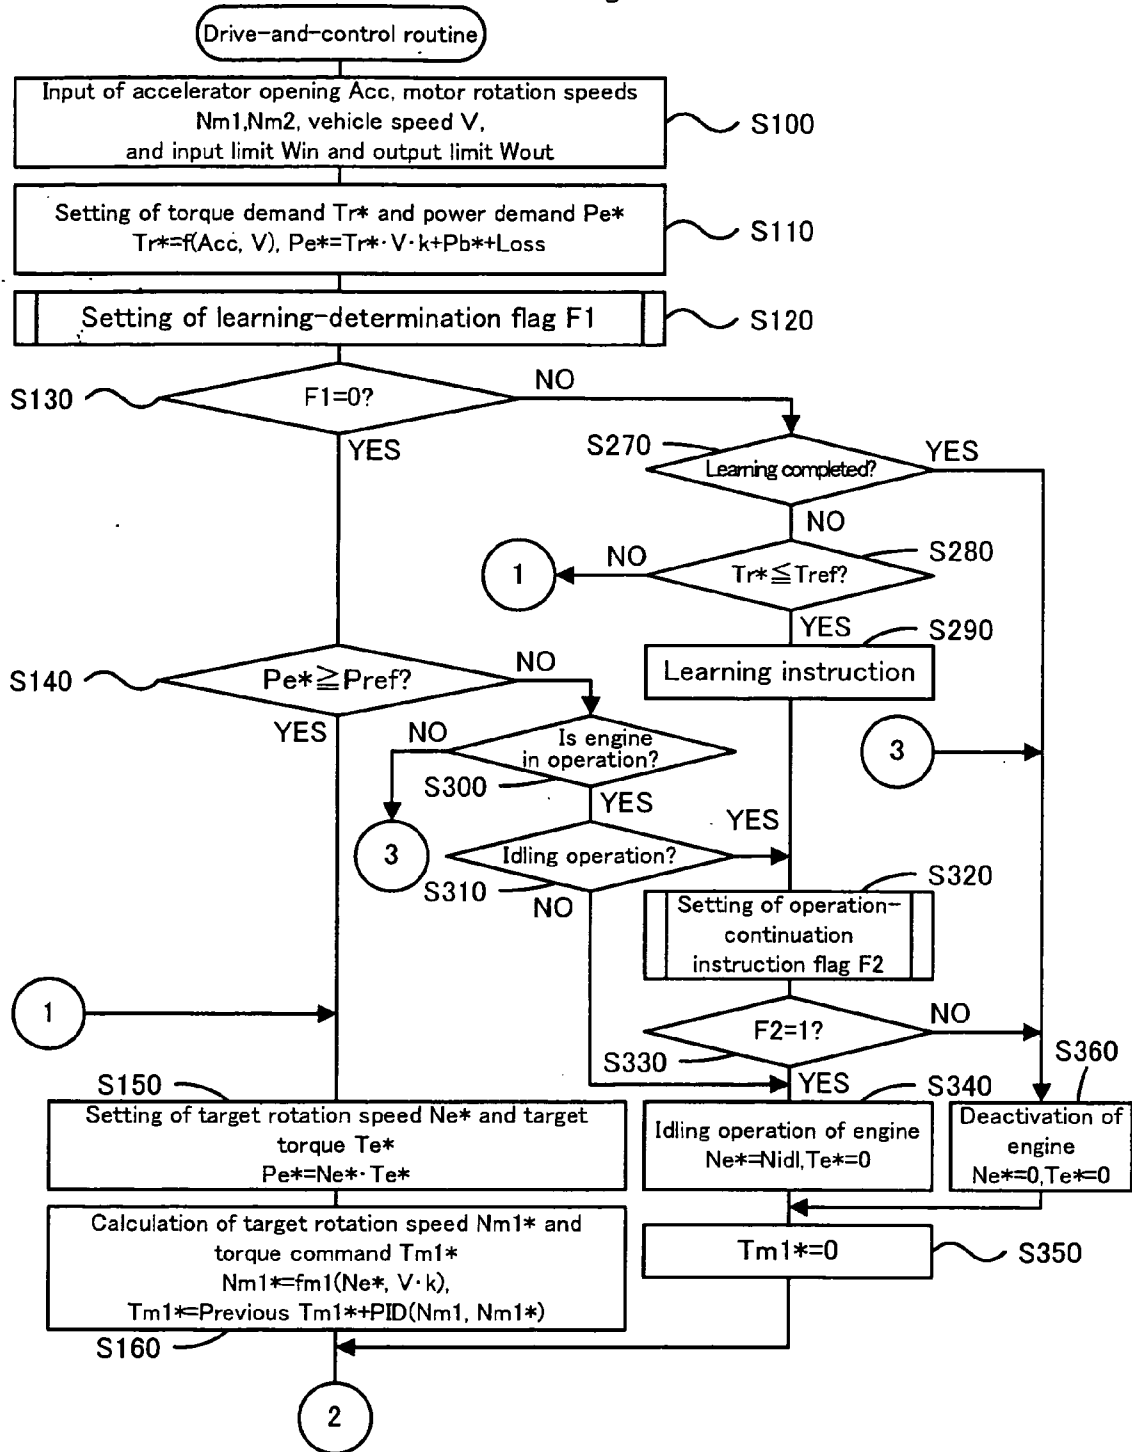 Drive-and-control routine
Input of accelerator opening Acc, motor rotation speeds
Nm1,Nm2, vehicle speed V,
and input limit Win and output limit Wout
S100
Setting of torque demand Tr* and power demand Pe*
Tr*=f(Acc, V), Pe*=Tr*·V·k+Pb*+Loss
S110
Setting of learning-determination flag F1
S120
S130
F1=0?
NO
YES
S270
Learning completed?
YES
NO
S280
Tr*≦Tref?
NO
1
YES
S290
Learning instruction
S140
Pe*≧Pref?
NO
YES
Is engine
in operation?
NO
S300
YES
3
3
Idling operation?
YES
S310
NO
S320
Setting of operation-
continuation
instruction flag F2
1
F2=1?
NO
S330
YES
S360
S150
Setting of target rotation speed Ne* and target
torque Te*
Pe*=Ne*·Te*
S340
Idling operation of engine
Ne*=Nidl,Te*=0
Deactivation of
engine
Ne*=0,Te*=0
Calculation of target rotation speed Nm1* and
torque command Tm1*
Nm1*=fm1(Ne*, V·k),
Tm1*=Previous Tm1*+PID(Nm1, Nm1*)
S160
Tm1*=0
S350
2